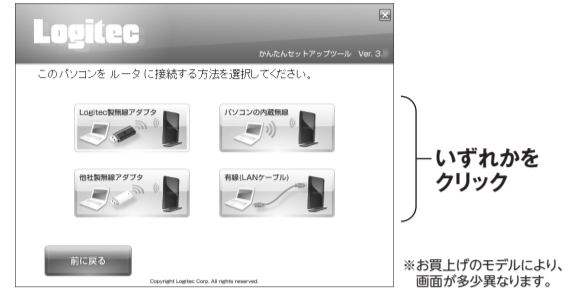 Logitec
かんたんセットアップツール Ver. 3.
このパソコンを ルータ に接続する方法を選択してください。
Logitec製無線アダプタ
パソコンの内蔵無線
他社製無線アダプタ
有線(LANケーブル)
いずれかを
クリック
前に戻る
Copyright Logitec Corp. All rights reserved.
※お買上げのモデルにより、
画面が多少異なります。